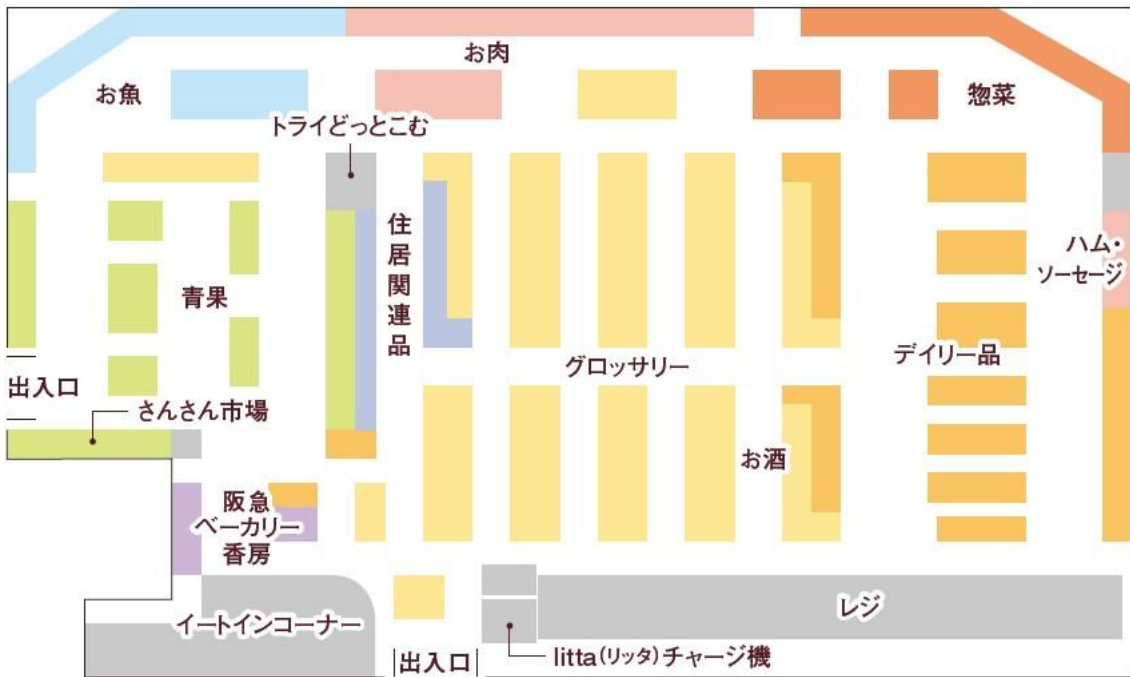 お肉
お魚
惣菜
トライどっとこむ
住居関連品
ハム・
ソーセージ
青果
デイリー品
グロッサリー
出入口
さんさん市場
お酒
阪急
ベーカリー
香房
イートインコーナー
レジ
出入口
litta(リッタ)チャージ機